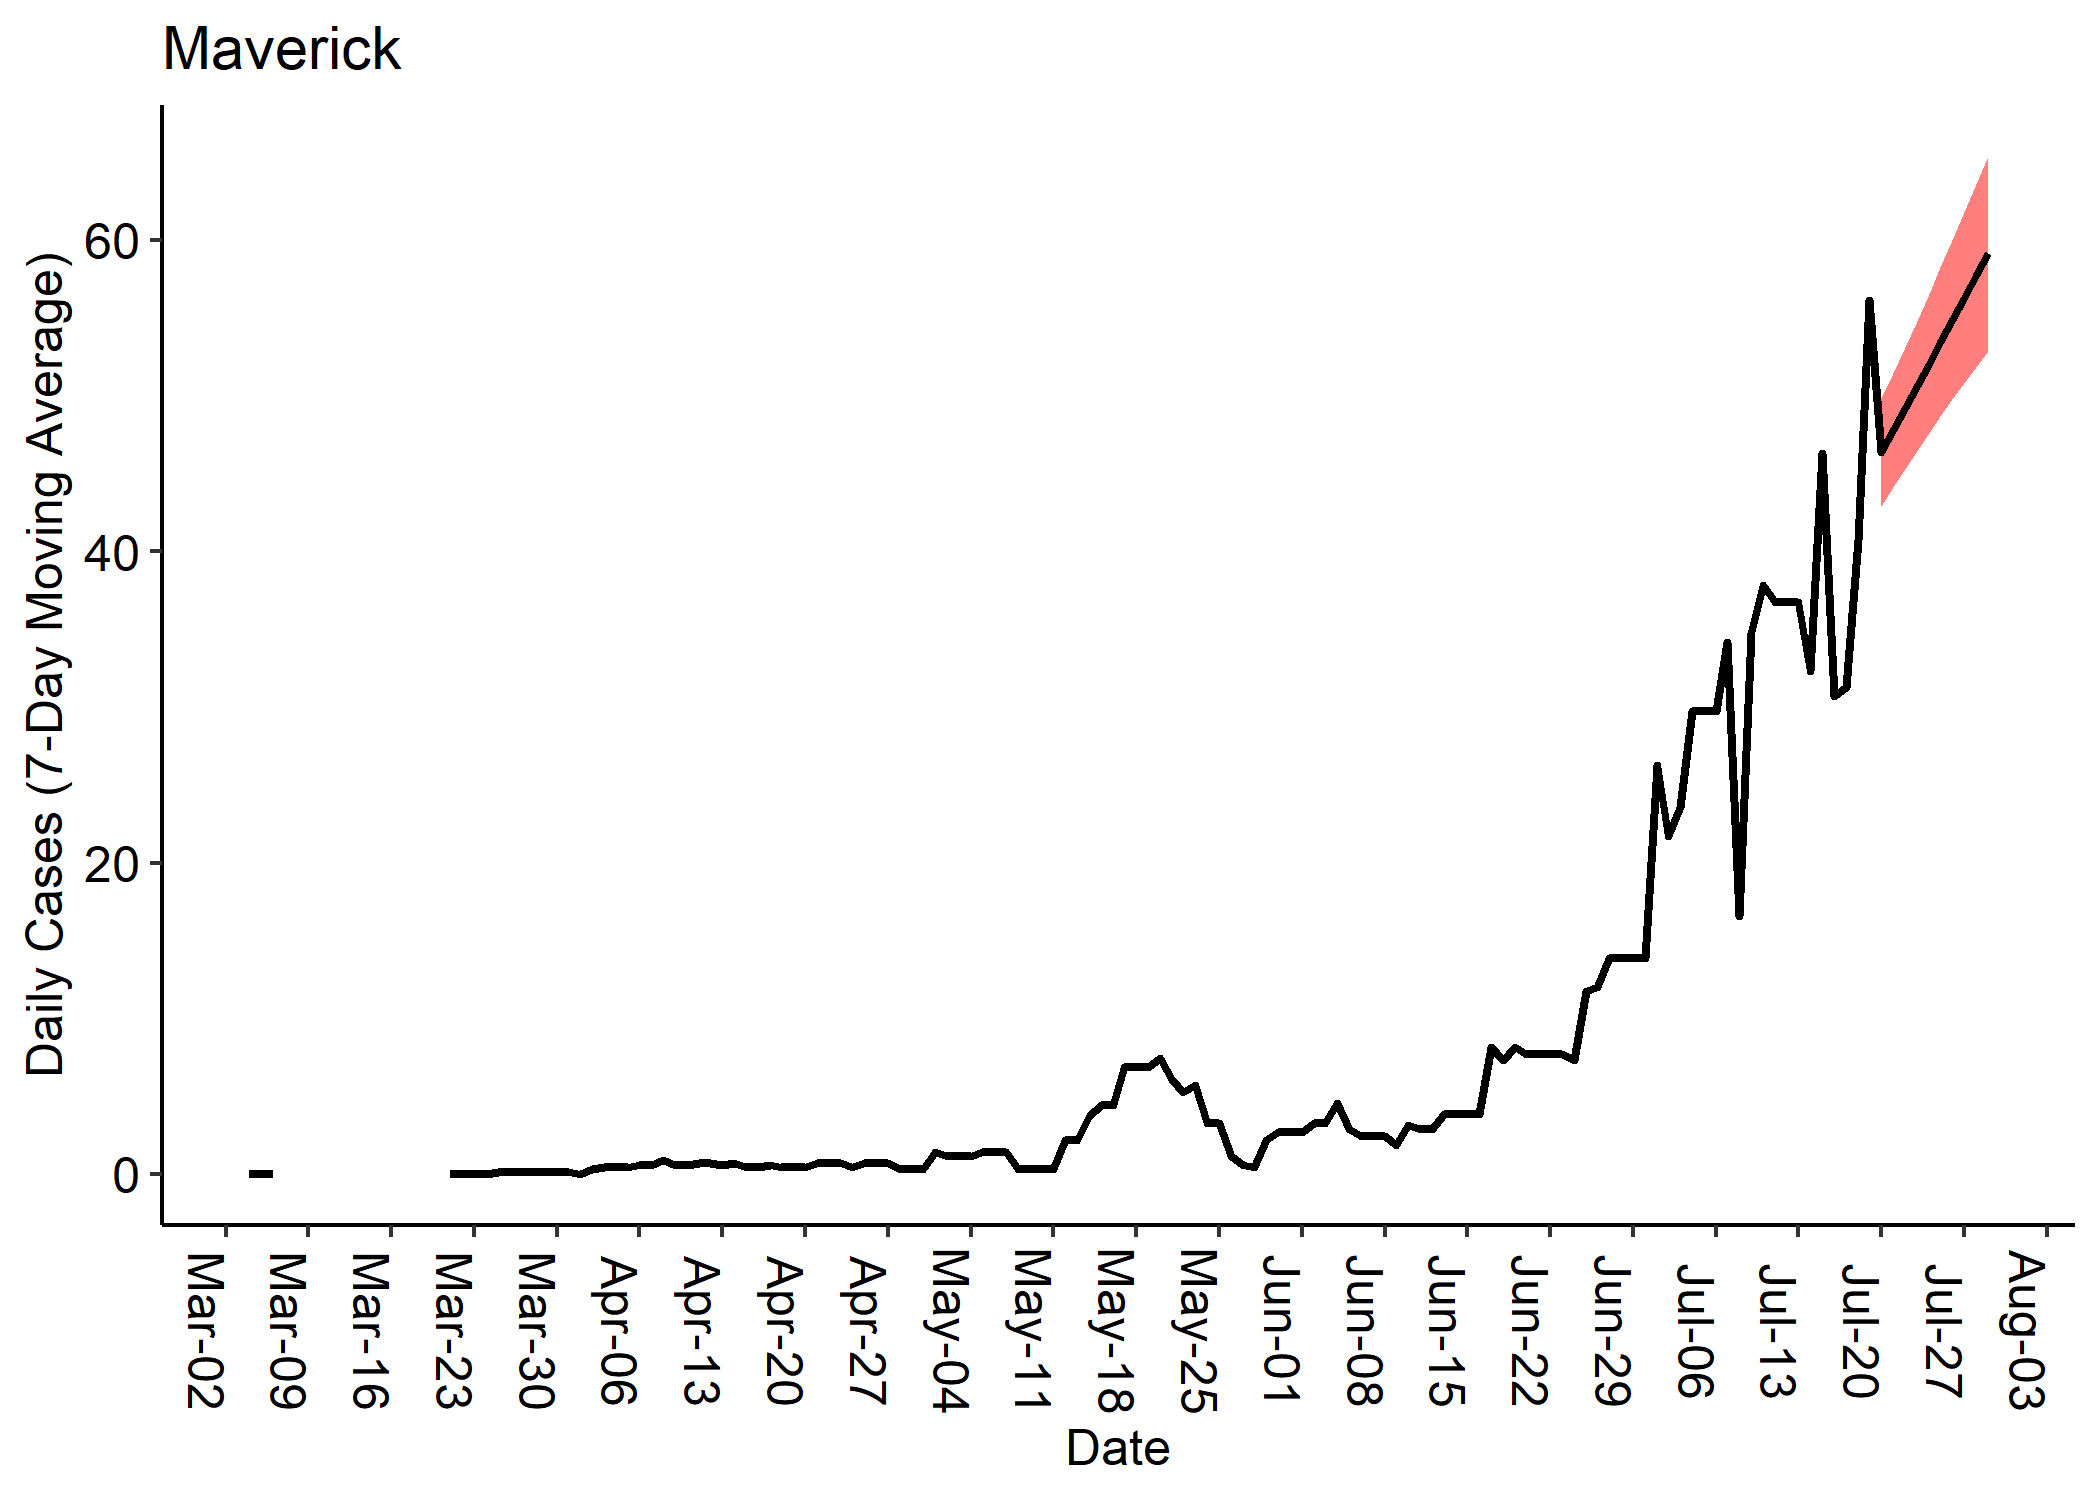 Maverick
Daily Cases (7-Day Moving Average)
60
40
20
0
Mar-02
Mar-09
Mar-16
Mar-23
Mar-30
Apr-06
Apr-13
Apr-20
Apr-27
May-04
May-11
May-18
May-25
Jun-01
Jun-08
Jun-15
Jun-22
Jun-29
Jul-06
Jul-13
Jul-20
Jul-27
Aug-03
Date